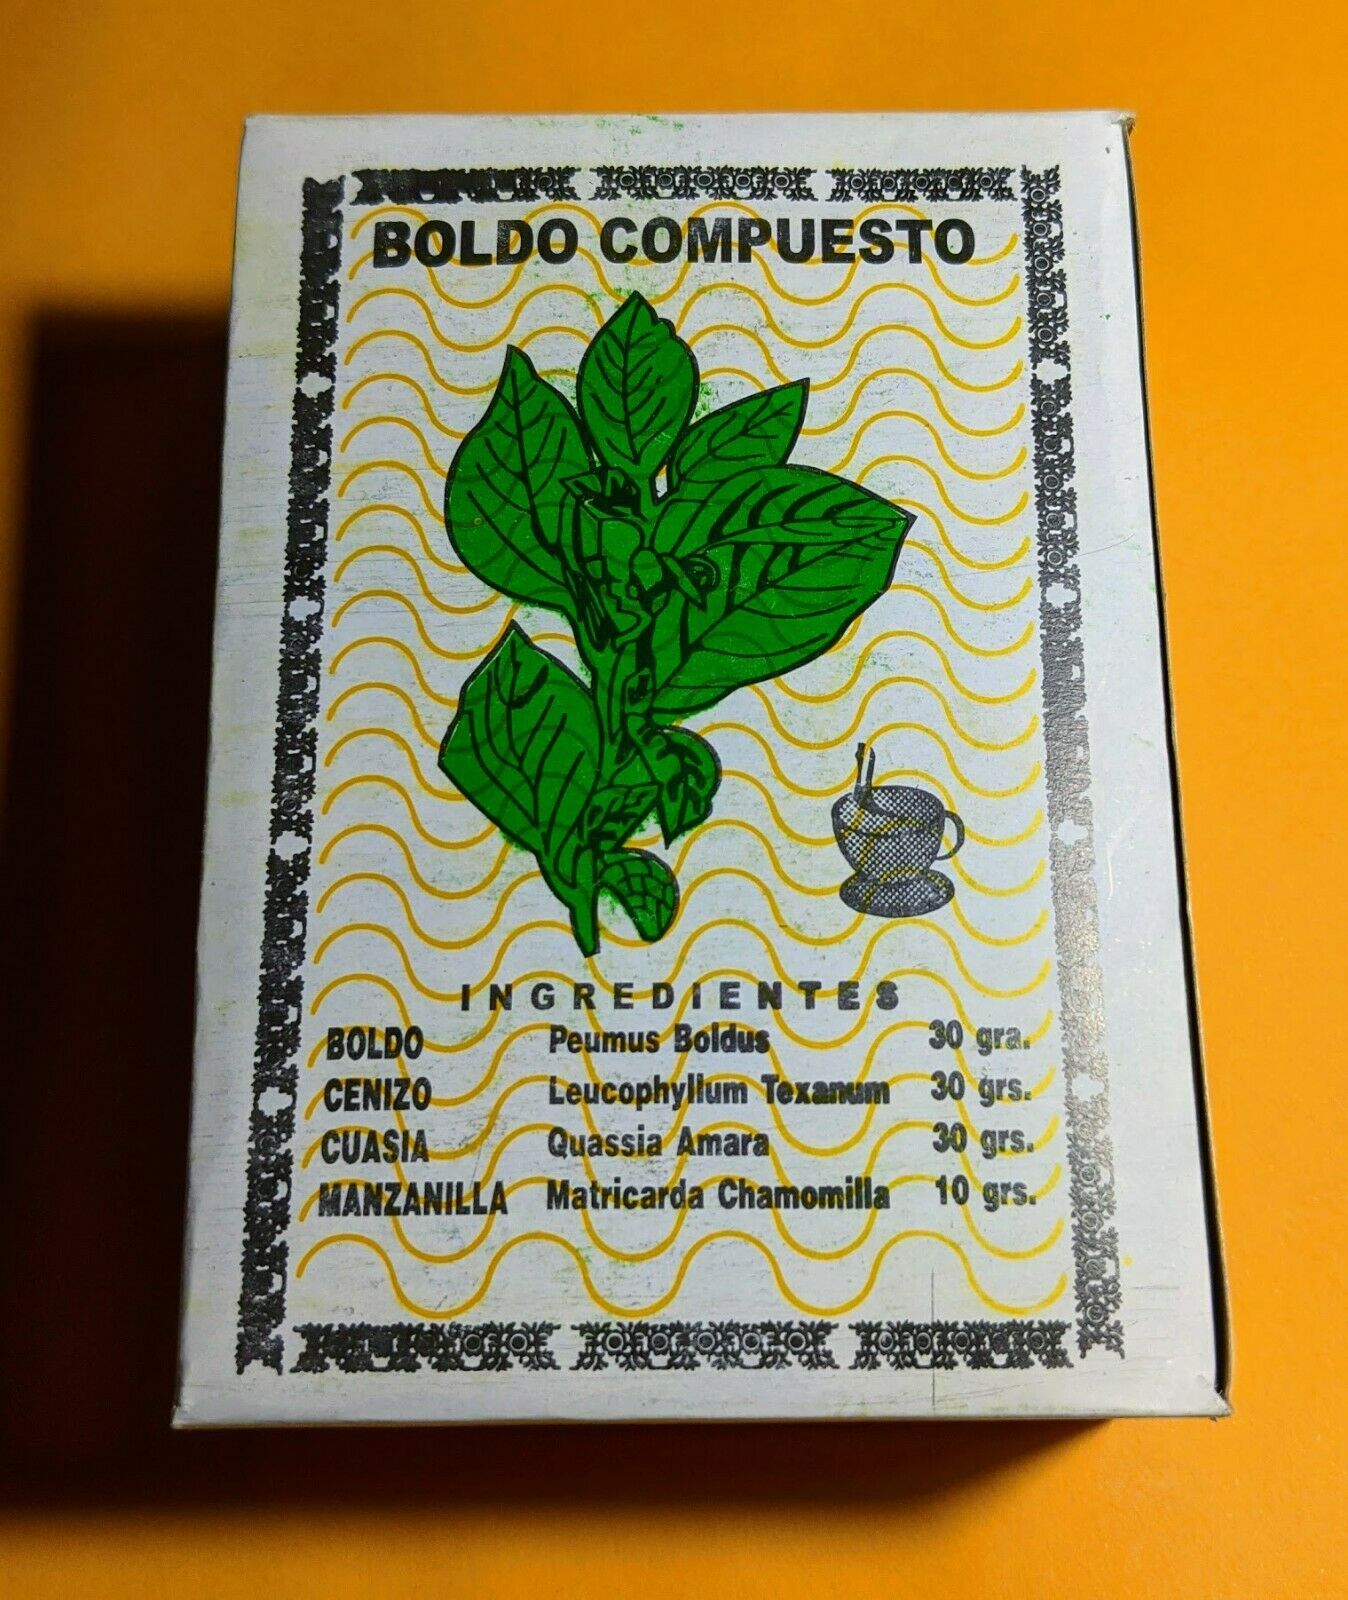 BOLDO COMPUESTO
INGREDIENTES
BOLDO Peumus Boldus 30 gra.
CENIZO Leucophyllum Texanum 30 grs.
CUASIA Quassia Amara 30 grs.
MANZANILLA Matricarda Chamomilla 10 grs.